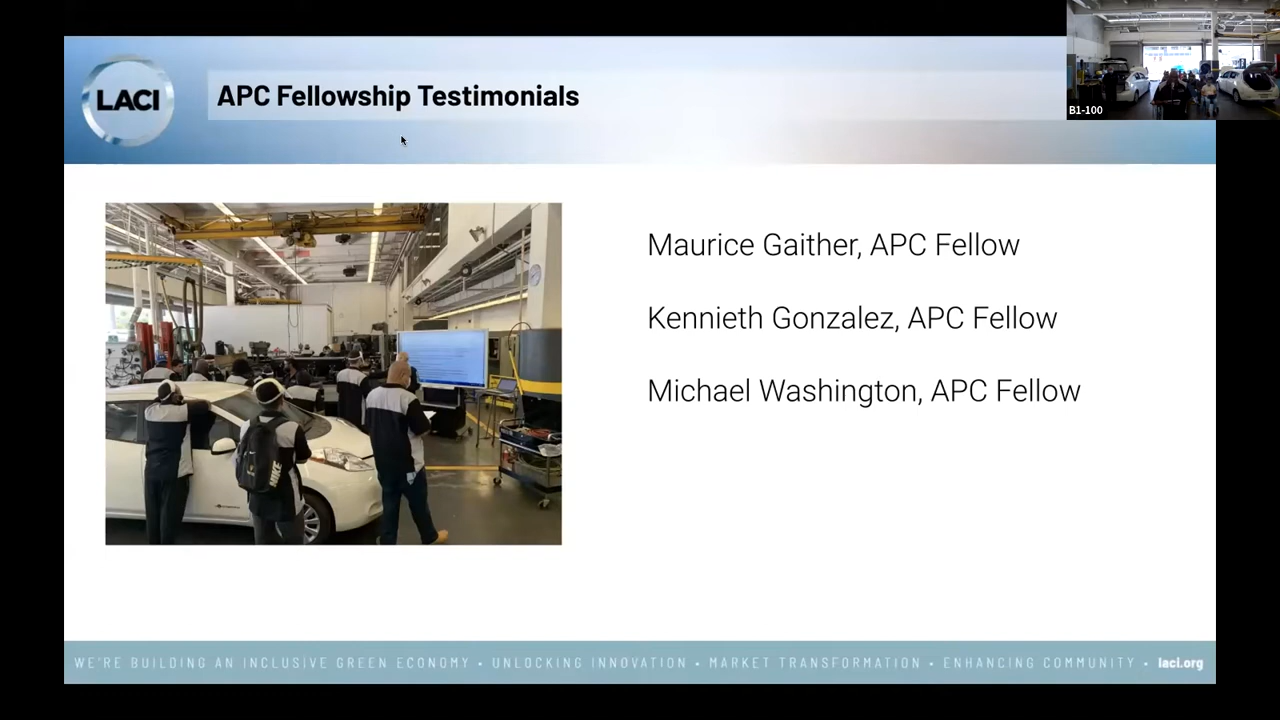 LACI
APC Fellowship Testimonials
B1-100
Maurice Gaither, APC Fellow
Kennieth Gonzalez, APC Fellow
Michael Washington, APC Fellow
NIKE
WE'RE BUILDING AN INCLUSIVE GREEN ECONOMY • UNLOCKING INNOVATION • MARKET TRANSFORMATION • ENHANCING COMMUNITY • laci.org